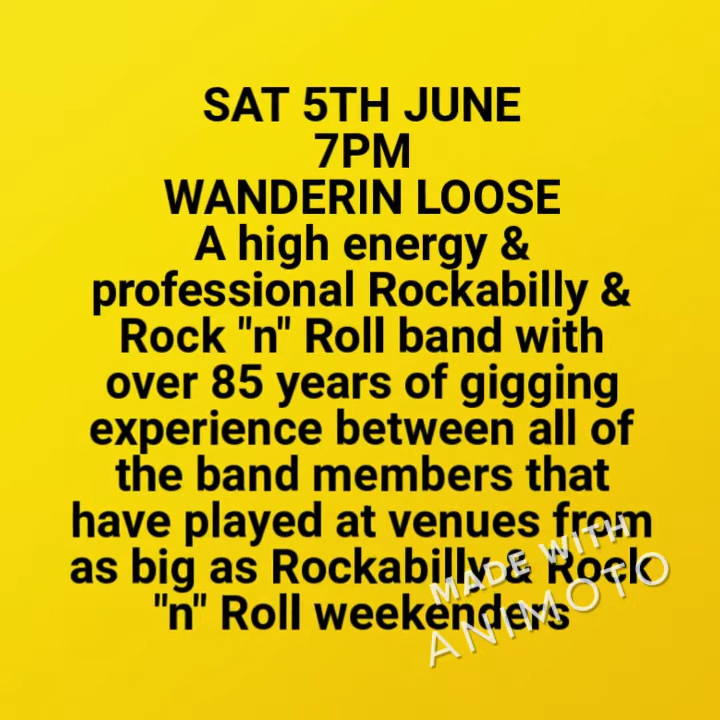 SAT 5TH JUNE
7PM
WANDERIN LOOSE
A high energy &
professional Rockabilly &
Rock "n" Roll band with
over 85 years of gigging
experience between all of
the band members that
have played at venues from
as big as Rockabilly & Rock
"n" Roll weekenders
MADE WITH
ANIMOTO